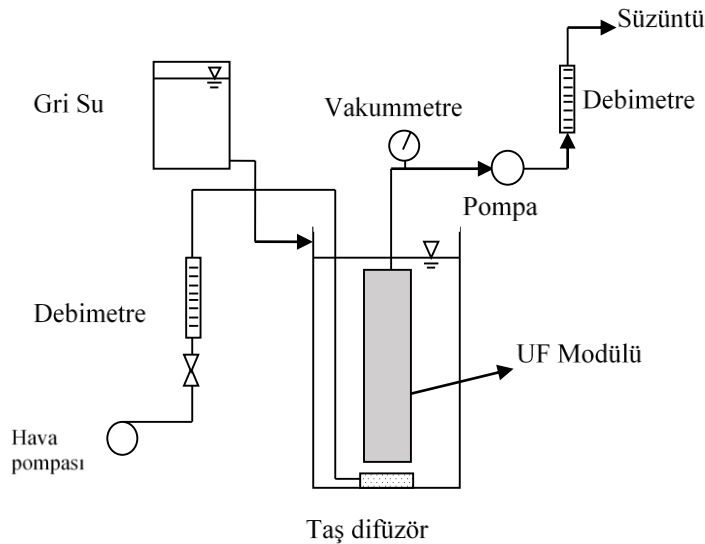 Süzüntü
Gri Su
Vakummetre
Debimetre
Pompa
Debimetre
UF Modülü
Hava
pompası
Taş difüzör